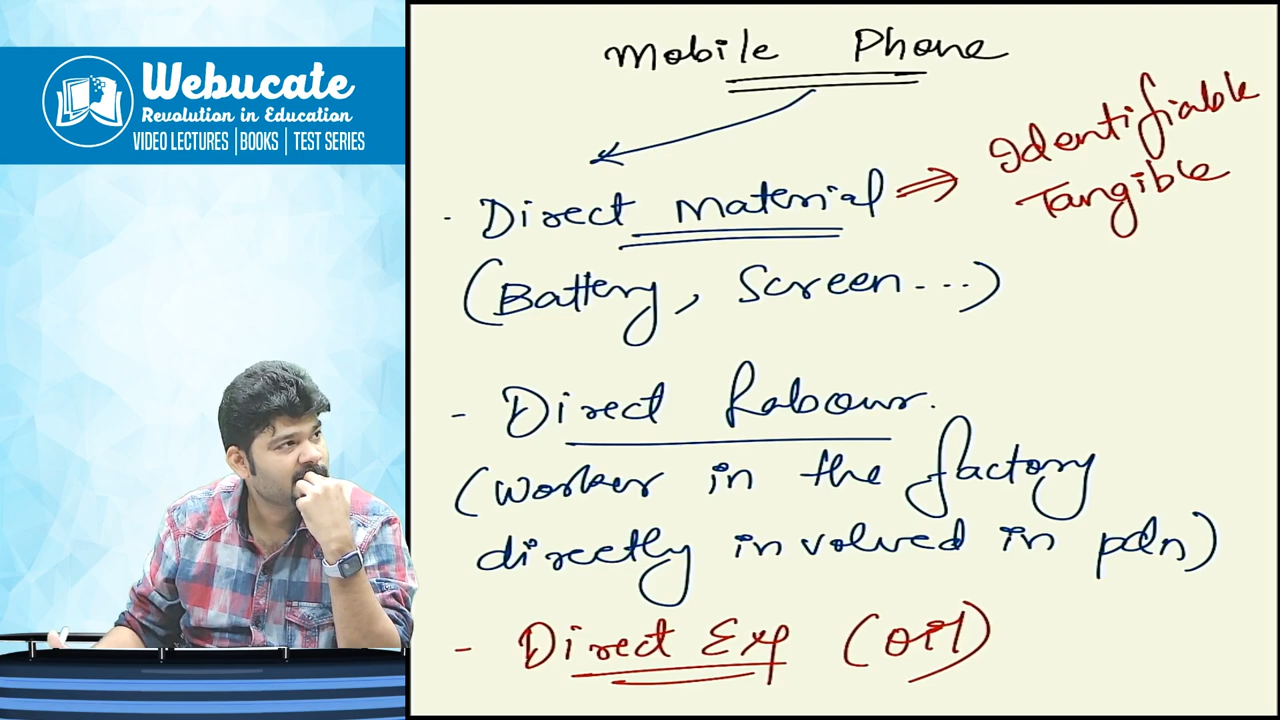 Webucate
Revolution in Education
VIDEO LECTURES | BOOKS | TEST SERIES
Mobile Phone
- Direct Material ⇒ Identifiable
Tangible
(Battery, Screen...)
- Direct Labour.
(Worker in the factory
directly involved in pdn)
- Direct Exp (oil)